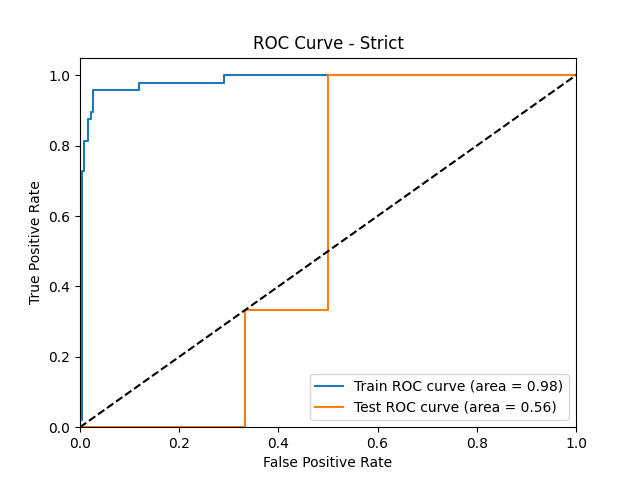 ROC Curve - Strict
True Positive Rate
1.0
0.8
0.6
0.4
0.2
0.0
Train ROC curve (area = 0.98)
Test ROC curve (area = 0.56)
0.0 0.2 0.4 0.6 0.8 1.0
False Positive Rate